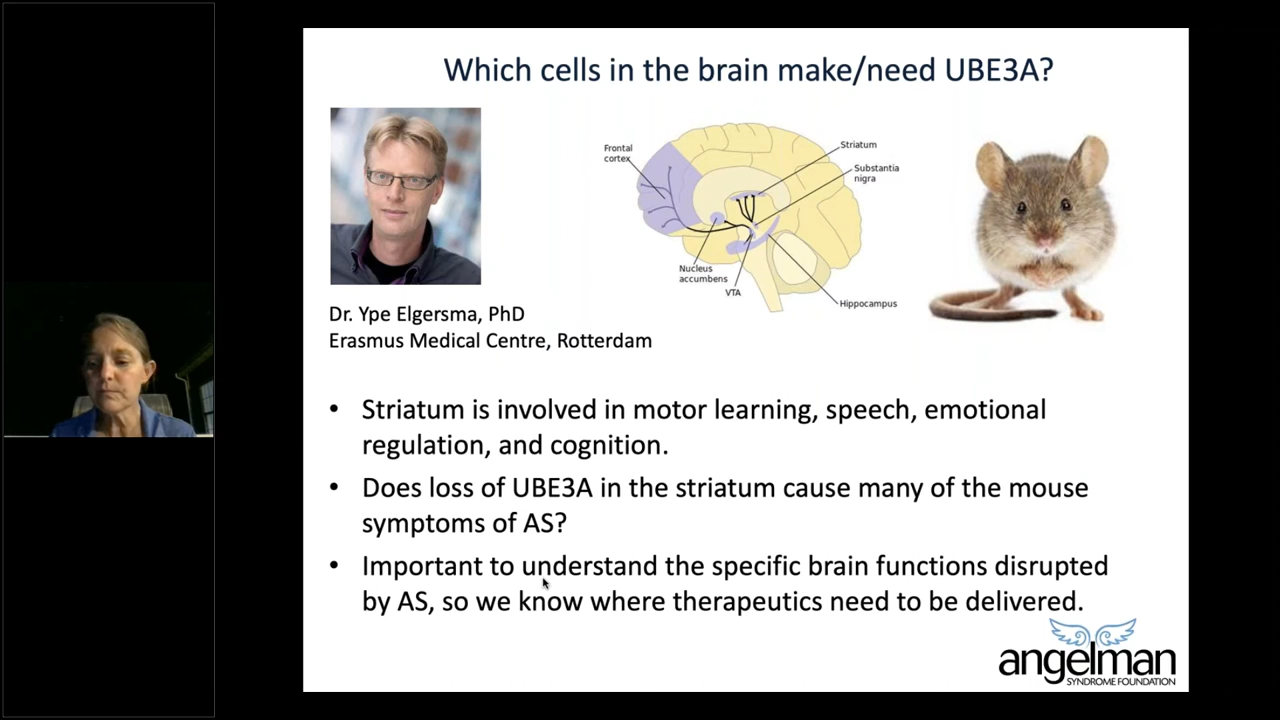 Which cells in the brain make/need UBE3A?
Frontal
cortex
Striatum
Substantia
nigra
Nucleus
accumbens
VTA
Hippocampus
Dr. Ype Elgersma, PhD
Erasmus Medical Centre, Rotterdam
• Striatum is involved in motor learning, speech, emotional
regulation, and cognition.
• Does loss of UBE3A in the striatum cause many of the mouse
symptoms of AS?
• Important to understand the specific brain functions disrupted
by AS, so we know where therapeutics need to be delivered.
angelman
SYNDROME FOUNDATION